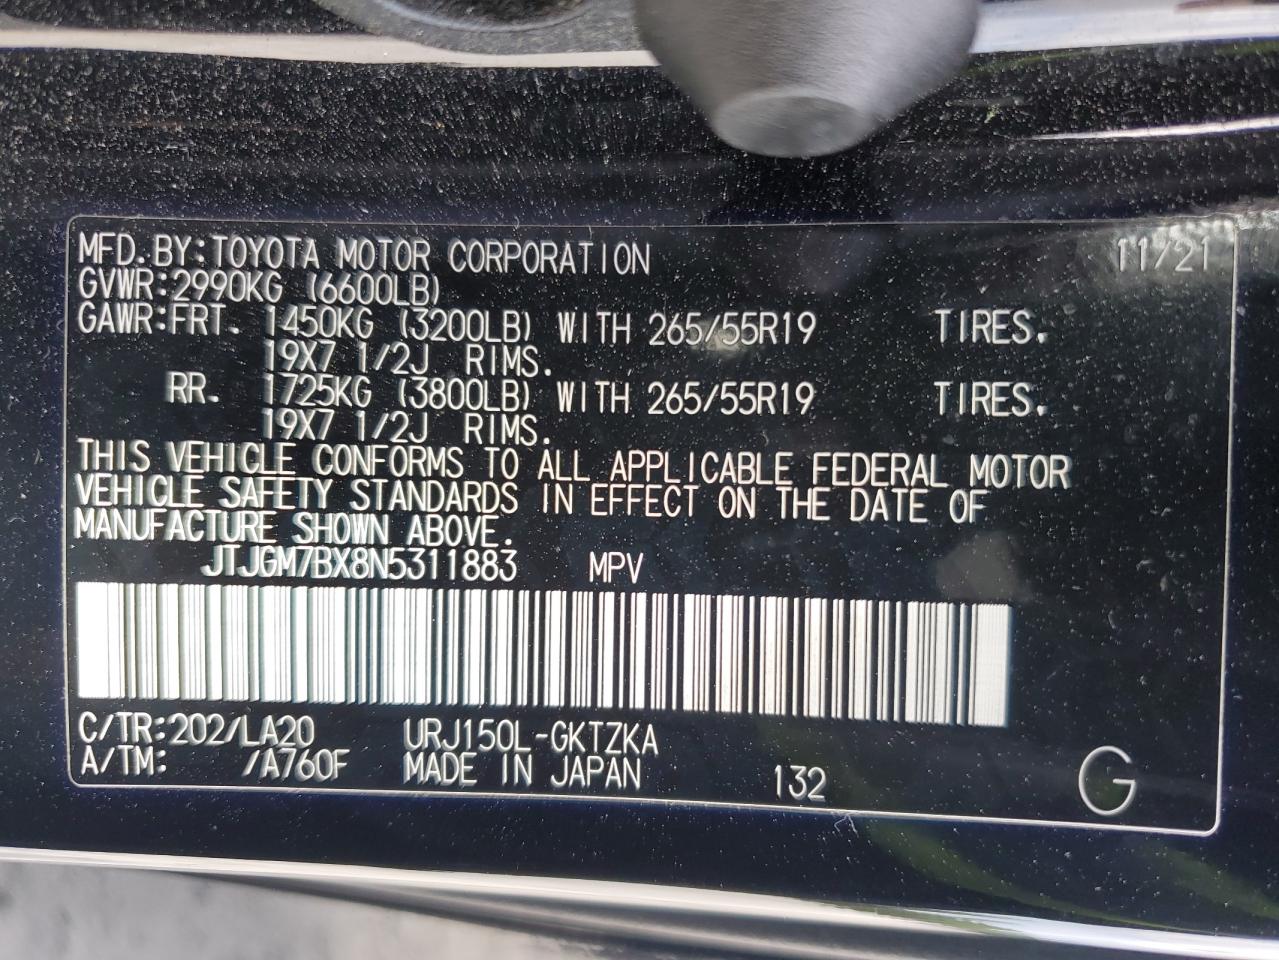 MFD.BY:TOYOTA MOTOR CORPORATION 11/21
GVWR:2990KG (6600LB)
GAWR:FRT. 1450KG (3200LB) WITH 265/55R19 TIRES.
19X7 1/2J RIMS.
RR. 1725KG (3800LB) WITH 265/55R19 TIRES.
19X7 1/2J RIMS.
THIS VEHICLE CONFORMS TO ALL APPLICABLE FEDERAL MOTOR
VEHICLE SAFETY STANDARDS IN EFFECT ON THE DATE OF
MANUFACTURE SHOWN ABOVE.
JTJGM7BX8N5311883 MPV
C/TR:202/LA20 URJ150L-GKTZKA
A/TM: /A760F MADE IN JAPAN 132 G